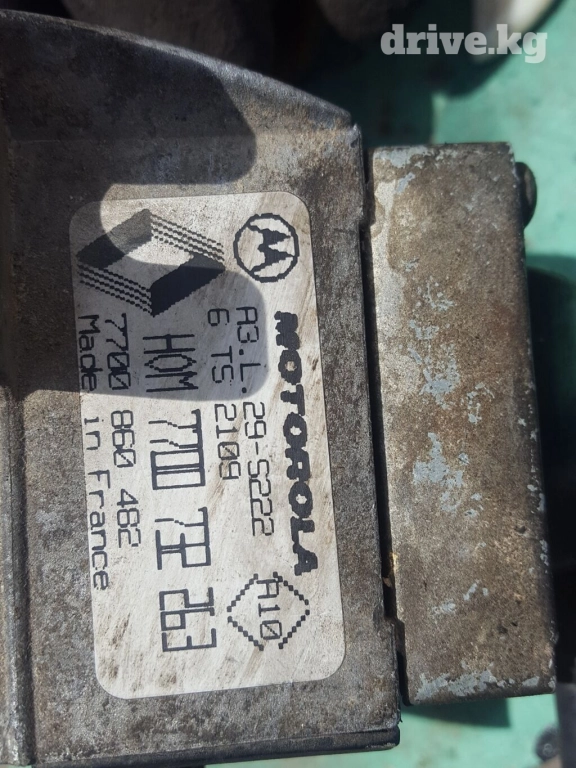 drive.kg
MOTOROLA
A3.L. 29-S222
6 TS 2109
A10
HOM 7700 732 263
7700 860 482
Made in France